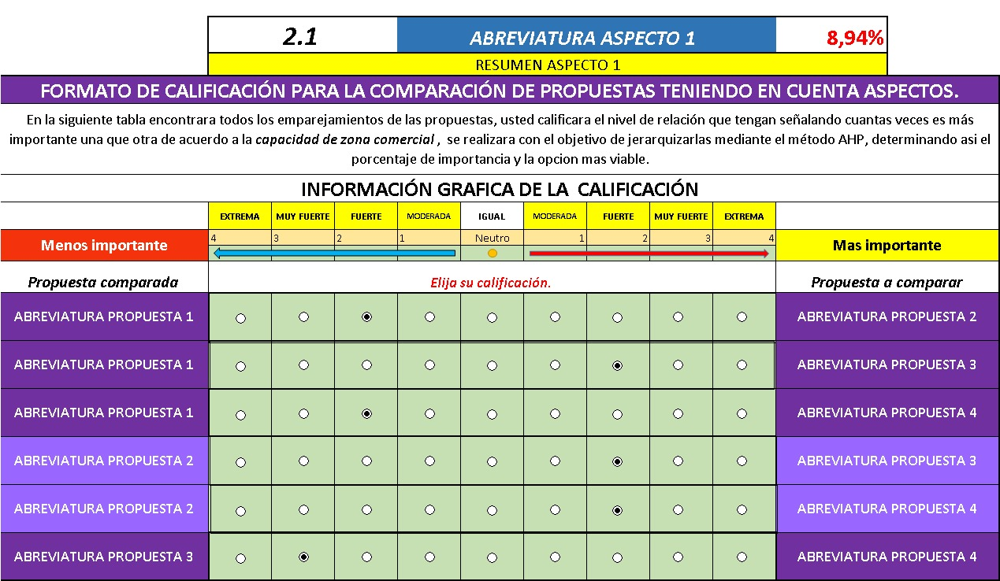 2.1 ABREVIATURA ASPECTO 1 8,94%
RESUMEN ASPECTO 1
FORMATO DE CALIFICACIÓN PARA LA COMPARACIÓN DE PROPUESTAS TENIENDO EN CUENTA ASPECTOS.
En la siguiente tabla encontrara todos los emparejamientos de las propuestas, usted calificara el nivel de relación que tengan señalando cuantas veces es más
importante una que otra de acuerdo a la capacidad de zona comercial , se realizara con el objetivo de jerarquizarlas mediante el método AHP, determinando asi el
porcentaje de importancia y la opcion mas viable.
INFORMACIÓN GRAFICA DE LA CALIFICACIÓN
EXTREMA MUY FUERTE FUERTE MODERADA IGUAL MODERADA FUERTE MUY FUERTE EXTREMA
4 3 2 1 Neutro 1 2 3 4
Menos importante Mas importante
Propuesta comparada Elija su calificación. Propuesta a comparar
ABREVIATURA PROPUESTA 1 ABREVIATURA PROPUESTA 2
ABREVIATURA PROPUESTA 1 ABREVIATURA PROPUESTA 3
ABREVIATURA PROPUESTA 1 ABREVIATURA PROPUESTA 4
ABREVIATURA PROPUESTA 2 ABREVIATURA PROPUESTA 3
ABREVIATURA PROPUESTA 2 ABREVIATURA PROPUESTA 4
ABREVIATURA PROPUESTA 3 ABREVIATURA PROPUESTA 4